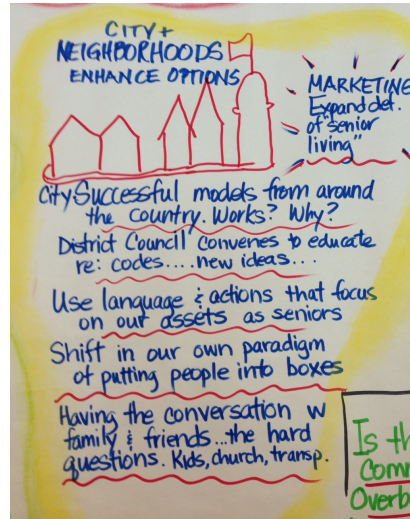 CITY +
NEIGHBORHOODS
ENHANCE OPTIONS
MARKETING
Expand def.
of "senior
living"
City Successful models from around
the country. Works? Why?
District Council convenes to educate
re: codes.... new ideas....
Use language & actions that focus
on our assets as seniors
Shift in our own paradigm
of putting people into boxes
Having the conversation w
family & friends...the hard
questions. Kids, church, transp.
Is th
Comm
Overb